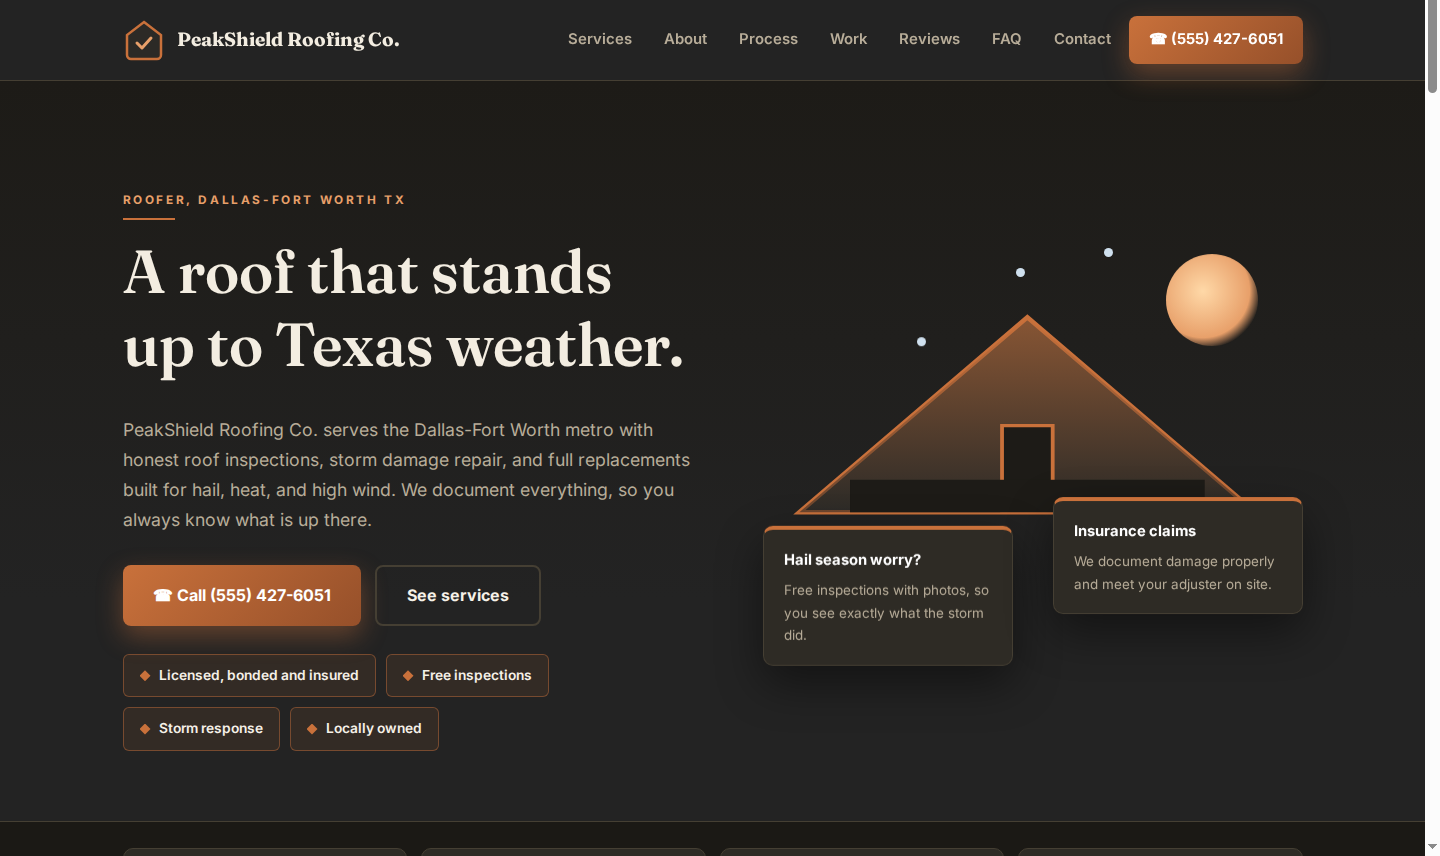 PeakShield Roofing Co.
Services About Process Work Reviews FAQ Contact ☎ (555) 427-6051
ROOFER, DALLAS-FORT WORTH TX
A roof that stands
up to Texas weather.
PeakShield Roofing Co. serves the Dallas-Fort Worth metro with
honest roof inspections, storm damage repair, and full replacements
built for hail, heat, and high wind. We document everything, so you
always know what is up there.
☎ Call (555) 427-6051
See services
◆ Licensed, bonded and insured
◆ Free inspections
◆ Storm response
◆ Locally owned
Hail season worry?
Free inspections with photos, so
you see exactly what the storm
did.
Insurance claims
We document damage properly
and meet your adjuster on site.